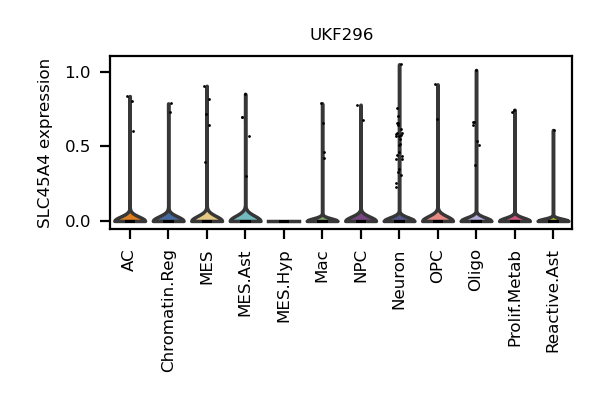 UKF296
SLC45A4 expression
1.0
0.5
0.0
AC
Chromatin.Reg
MES
MES.Ast
MES.Hyp
Mac
NPC
Neuron
OPC
Oligo
Prolif.Metab
Reactive.Ast